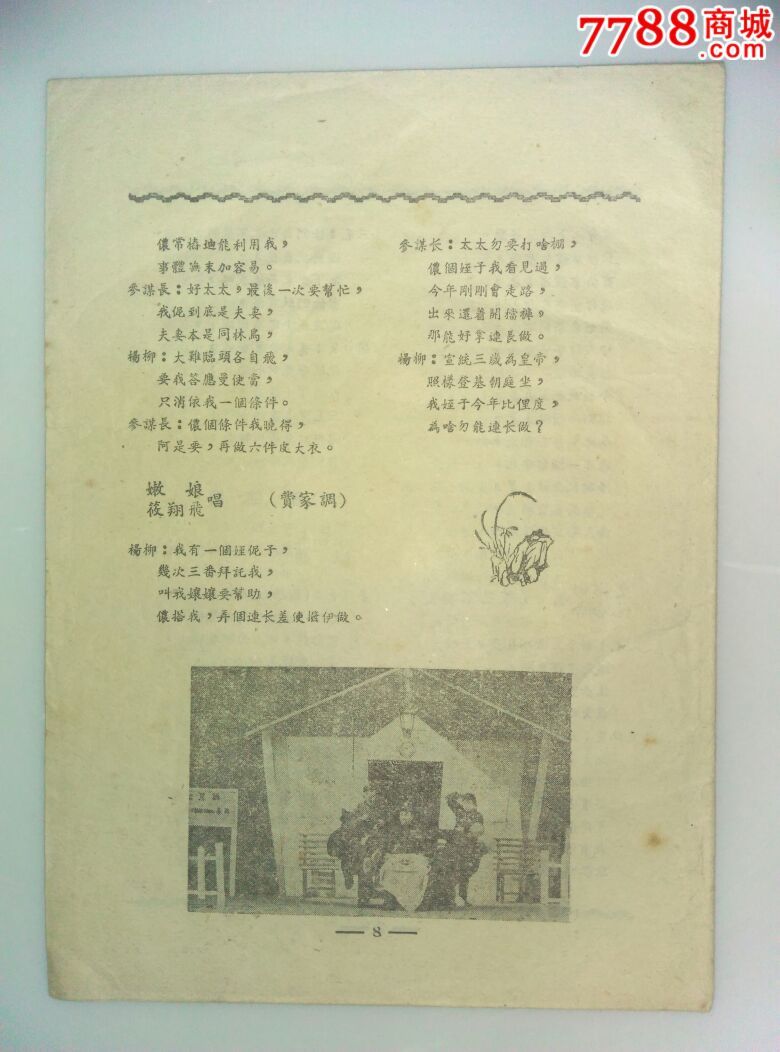 7788商城
.com
儂常樁迪能利用我，
事體嘸末加容易。
參謀長：好太太，最後一次要幫忙，
我伲到底是夫妻，
夫妻本是同林鳥，
楊柳：大難臨頭各自飛，
要我答應曼使當，
只消依我一個條件。
參謀長：儂個條件我曉得，
阿是要，再做六件皮大衣。
嫩娘
筱翔飛唱 （賞家調）
楊柳：我有一個姪伲子，
幾次三番拜託我，
叫我孃孃要幫助，
儂搭我，弄個連长差使撥伊做。
參謀长：太太勿要打啥棚，
儂個姪子我看見過，
今年剛剛會走路，
出來還着開襠褲。
那能好拿連長做。
楊柳：宣統三歲為皇帝，
照樣登基朝庭坐，
我姪子今年比俚度，
為啥勿能連长做？
— 8 —